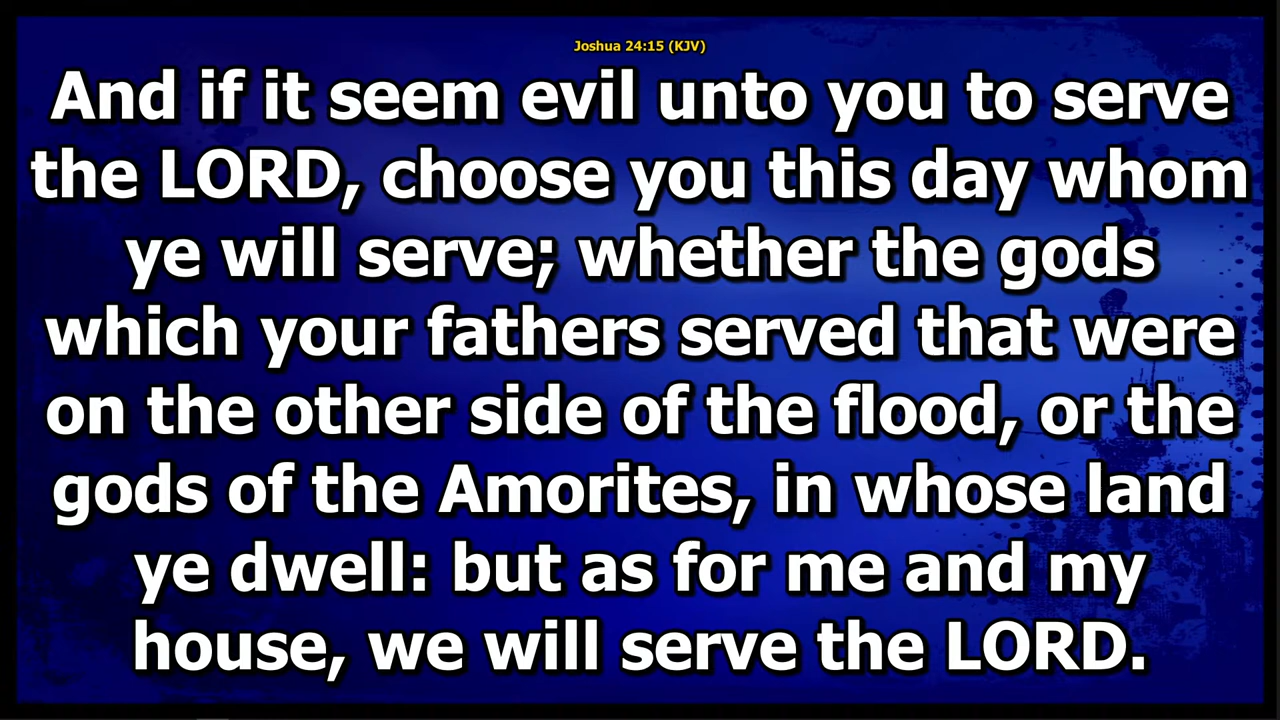 Joshua 24:15 (KJV)
And if it seem evil unto you to serve
the LORD, choose you this day whom
ye will serve; whether the gods
which your fathers served that were
on the other side of the flood, or the
gods of the Amorites, in whose land
ye dwell: but as for me and my
house, we will serve the LORD.